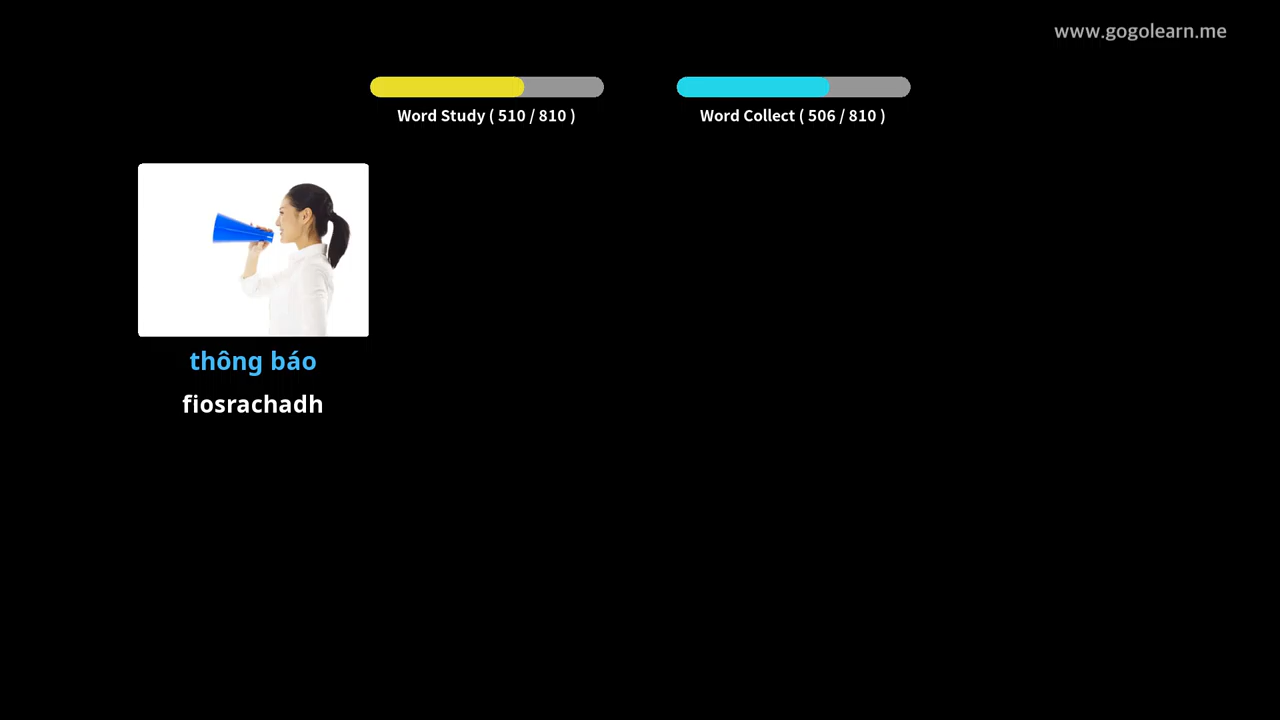 www.gogolearn.me
Word Study ( 510 / 810 )
Word Collect ( 506 / 810 )
thông báo
fiosrachadh